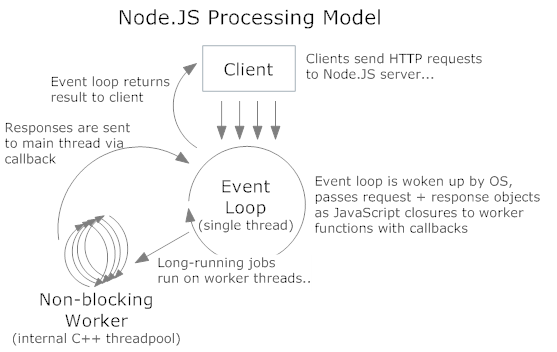 Node.JS Processing Model
Client
Clients send HTTP requests
to Node.JS server...
Event loop returns
result to client
Responses are sent
to main thread via
callback
Event
Loop
(single thread)
Event loop is woken up by OS,
passes request + response objects
as JavaScript closures to worker
functions with callbacks
Long-running jobs
run on worker threads..
Non-blocking
Worker
(internal C++ threadpool)